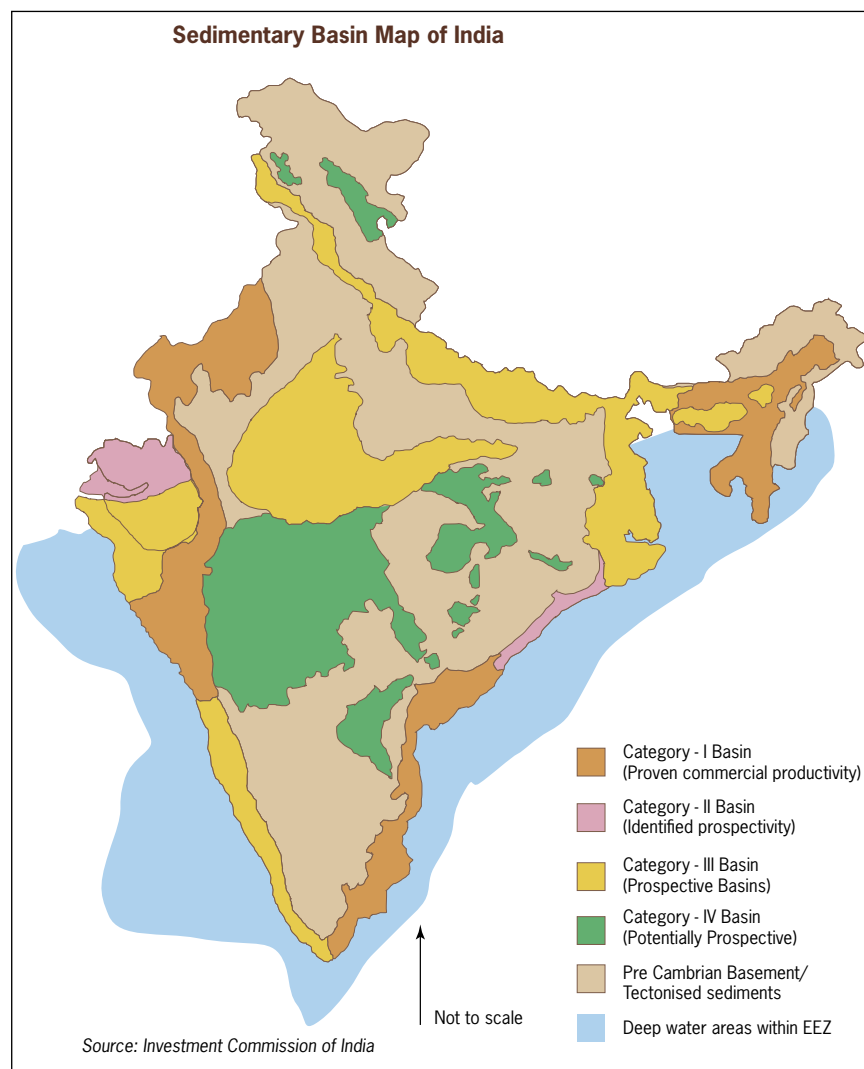 Sedimentary Basin Map of India
Category - I Basin
(Proven commercial productivity)
Category - II Basin
(Identified prospectivity)
Category - III Basin
(Prospective Basins)
Category - IV Basin
(Potentially Prospective)
Pre Cambrian Basement/
Tectonised sediments
Deep water areas within EEZ
Not to scale
Source: Investment Commission of India